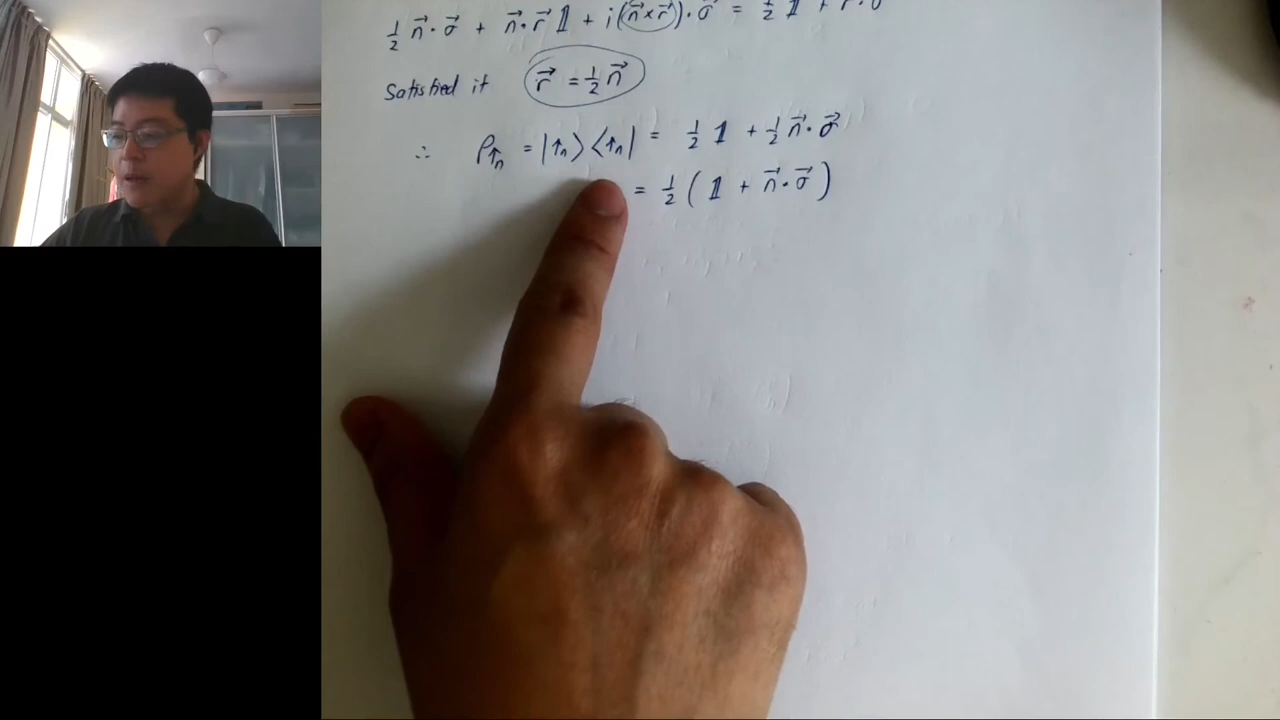 ½ n⃗·σ⃗ + n⃗·r⃗ 𝟙 + i(n⃗×r⃗)·σ⃗ = ½ 𝟙 + r⃗·σ⃗
Satisfied if r⃗ = ½ n⃗
∴ ρ↑ₙ = |↑ₙ⟩⟨↑ₙ| = ½ 𝟙 + ½ n⃗·σ⃗
= ½ ( 𝟙 + n⃗·σ⃗ )